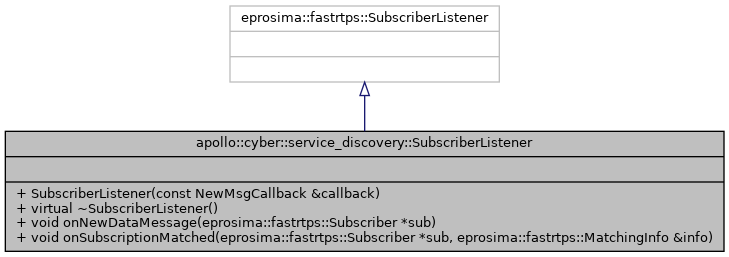 eprosima::fastrtps::SubscriberListener
apollo::cyber::service_discovery::SubscriberListener
+ SubscriberListener(const NewMsgCallback &callback)
+ virtual ~SubscriberListener()
+ void onNewDataMessage(eprosima::fastrtps::Subscriber *sub)
+ void onSubscriptionMatched(eprosima::fastrtps::Subscriber *sub, eprosima::fastrtps::MatchingInfo &info)